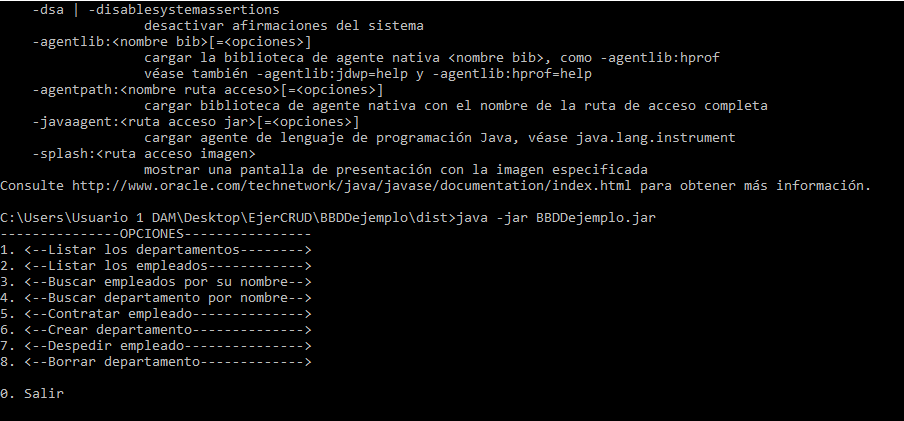 -dsa | -disablesystemassertions
desactivar afirmaciones del sistema
-agentlib:<nombre bib>[=<opciones>]
cargar la biblioteca de agente nativa <nombre bib>, como -agentlib:hprof
véase también -agentlib:jdwp=help y -agentlib:hprof=help
-agentpath:<nombre ruta acceso>[=<opciones>]
cargar biblioteca de agente nativa con el nombre de la ruta de acceso completa
-javaagent:<ruta acceso jar>[=<opciones>]
cargar agente de lenguaje de programación Java, véase java.lang.instrument
-splash:<ruta acceso imagen>
mostrar una pantalla de presentación con la imagen especificada
Consulte http://www.oracle.com/technetwork/java/javase/documentation/index.html para obtener más información.
C:\Users\Usuario 1 DAM\Desktop\EjerCRUD\BBDDejemplo\dist>java -jar BBDDejemplo.jar
---------------OPCIONES----------------
1. <--Listar los departamentos-------->
2. <--Listar los empleados------------>
3. <--Buscar empleados por su nombre-->
4. <--Buscar departamento por nombre-->
5. <--Contratar empleado-------------->
6. <--Crear departamento-------------->
7. <--Despedir empleado--------------->
8. <--Borrar departamento------------->
0. Salir